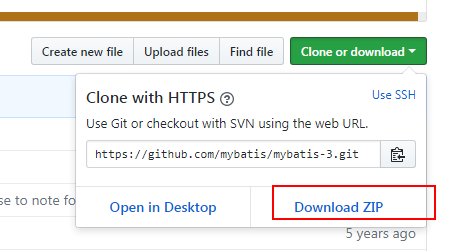 Create new file Upload files Find file Clone or download
Clone with HTTPS ?
Use SSH
Use Git or checkout with SVN using the web URL.
https://github.com/mybatis/mybatis-3.git
se to note fo
Open in Desktop Download ZIP
5 years ago